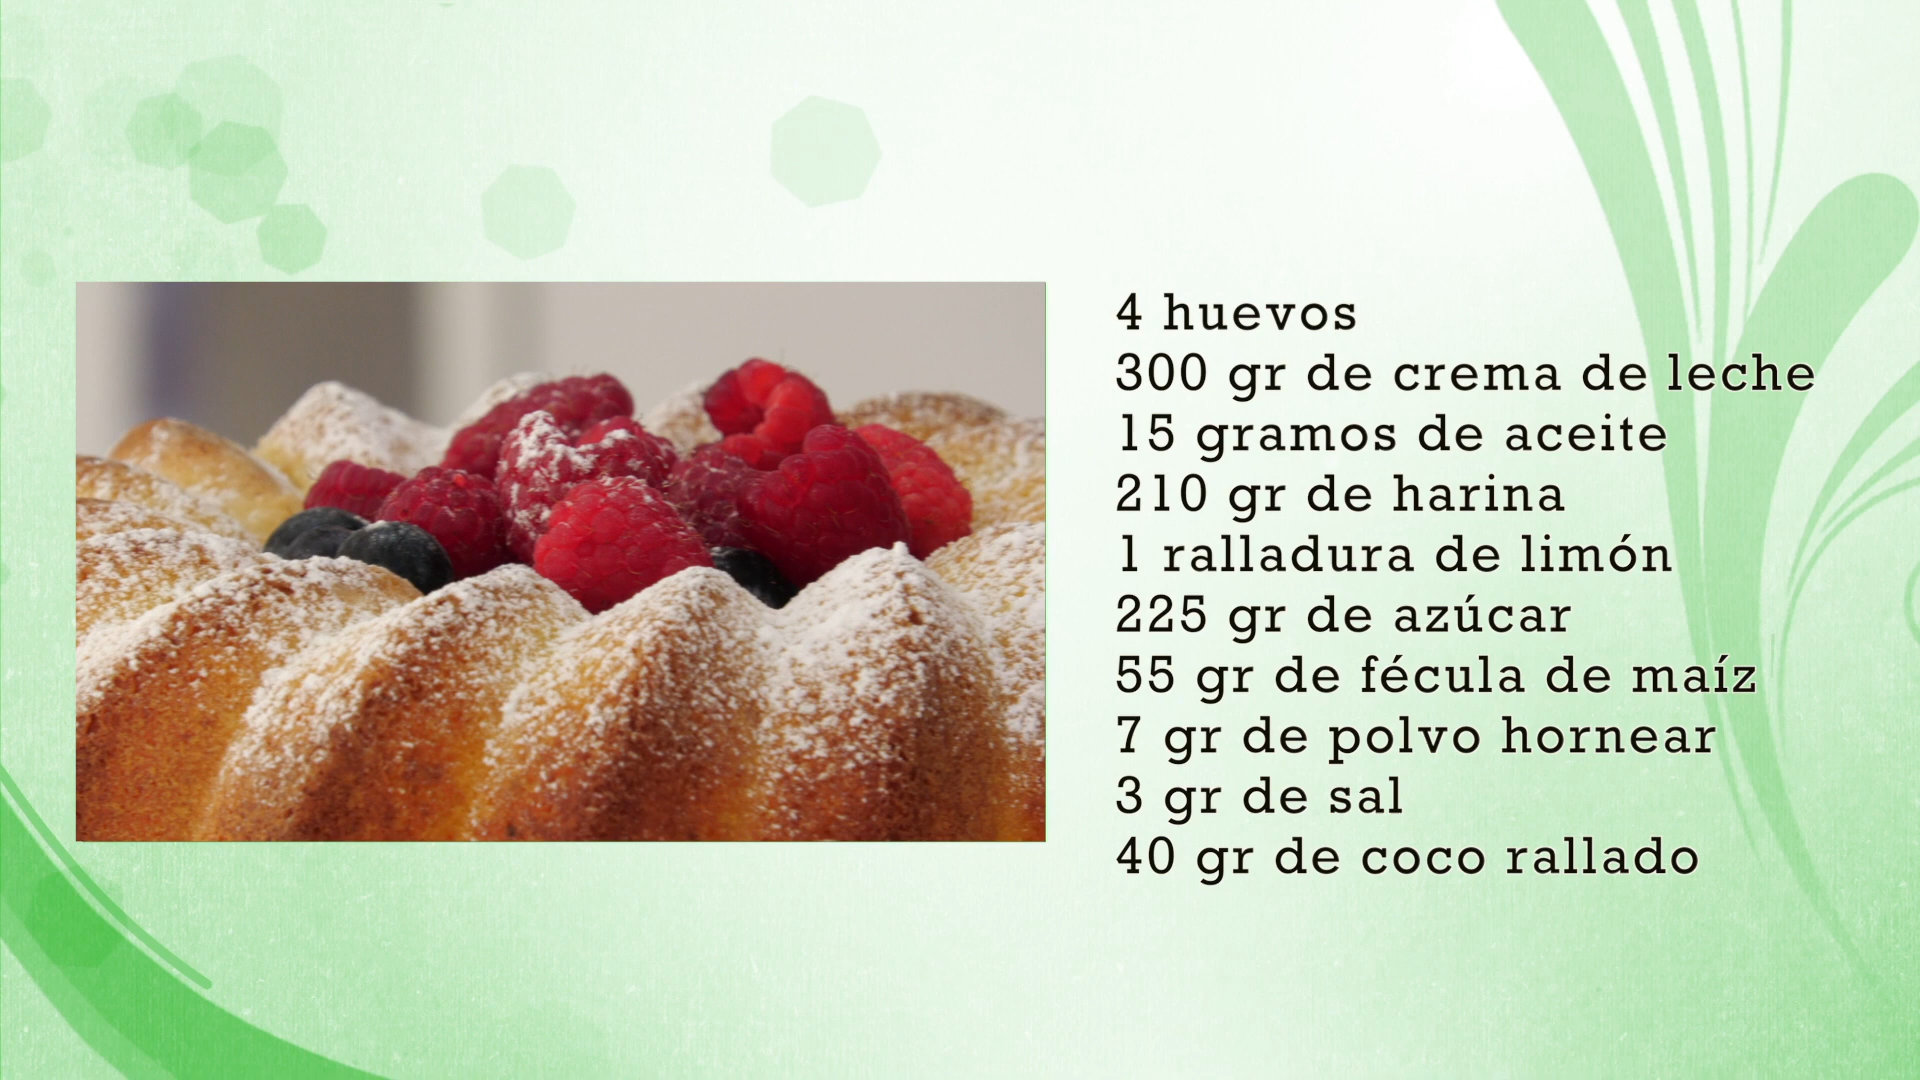 4 huevos
300 gr de crema de leche
15 gramos de aceite
210 gr de harina
1 ralladura de limón
225 gr de azúcar
55 gr de fécula de maíz
7 gr de polvo hornear
3 gr de sal
40 gr de coco rallado